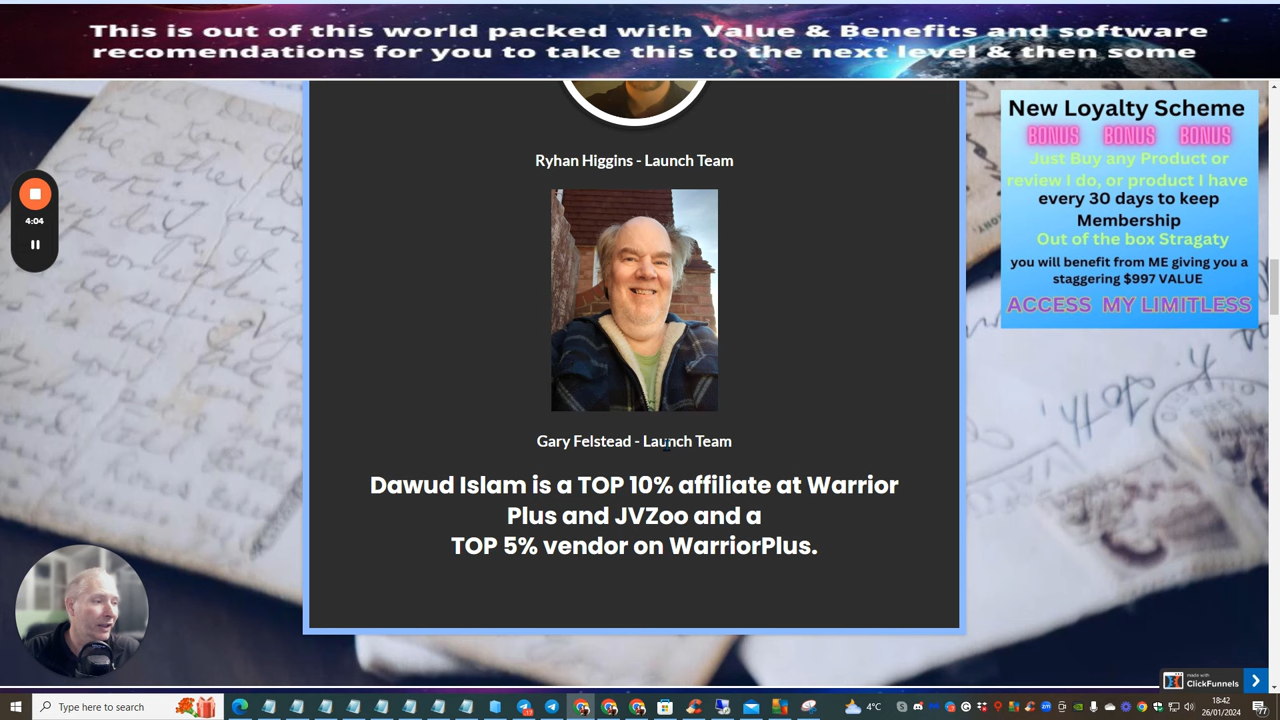 This is out of this world packed with Value & Benefits and software
recomendations for you to take this to the next level & then some
New Loyalty Scheme
BONUS BONUS BONUS
Just Buy any Product or
review I do, or product I have
every 30 days to keep
Membership
Out of the box Stragaty
you will benefit from ME giving you a
staggering $997 VALUE
ACCESS MY LIMITLESS
4:04
Ryhan Higgins - Launch Team
Gary Felstead - Launch Team
Dawud Islam is a TOP 10% affiliate at Warrior
Plus and JVZoo and a
TOP 5% vendor on WarriorPlus.
made with
ClickFunnels
Type here to search
4°C
18:42
26/01/2024